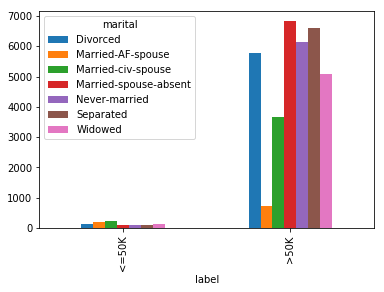 marital
Divorced
Married-AF-spouse
Married-civ-spouse
Married-spouse-absent
Never-married
Separated
Widowed
7000
6000
5000
4000
3000
2000
1000
0
<=50K
>50K
label